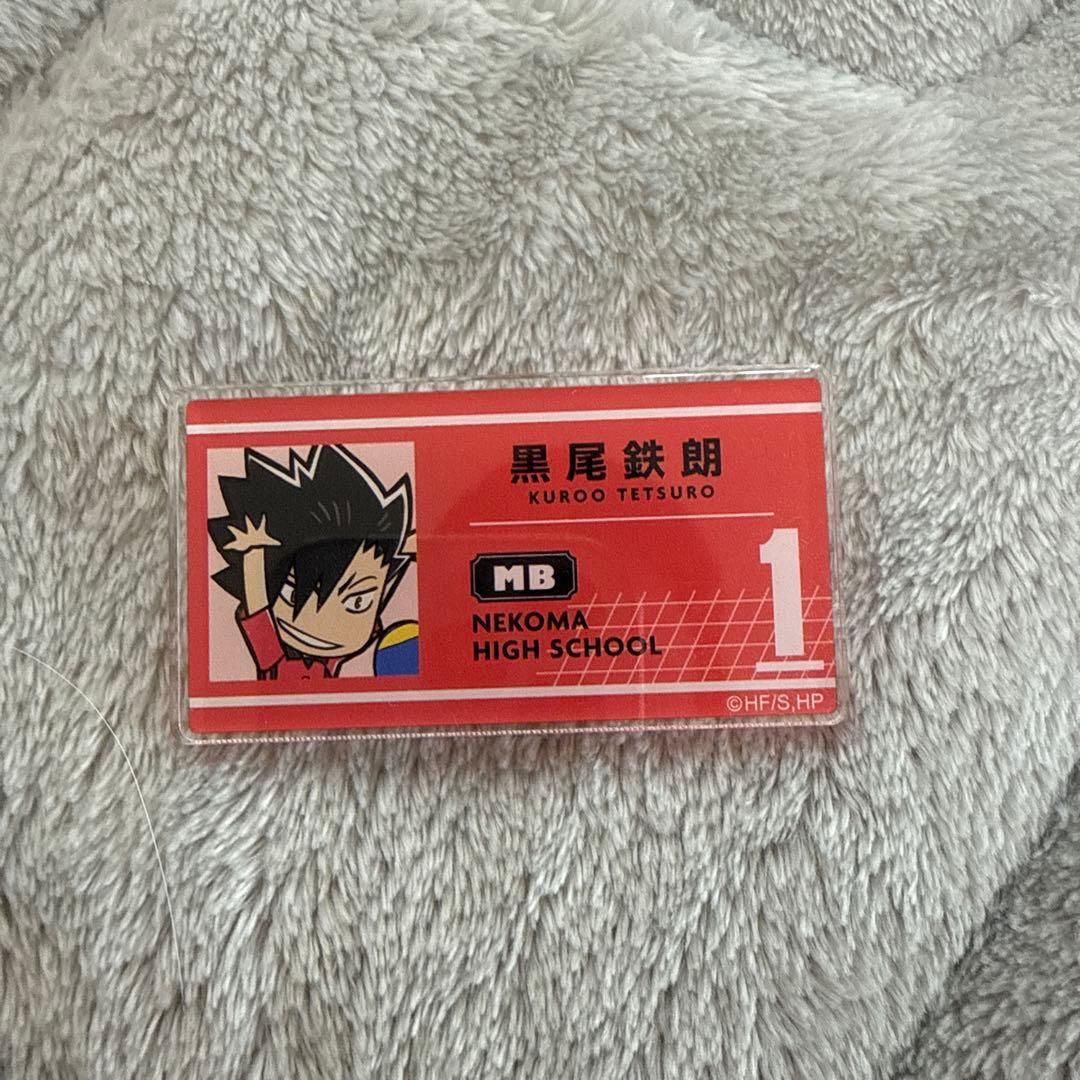 黒尾鉄朗
KUROO TETSURO
MB
NEKOMA
HIGH SCHOOL
1
©HF/S,HP